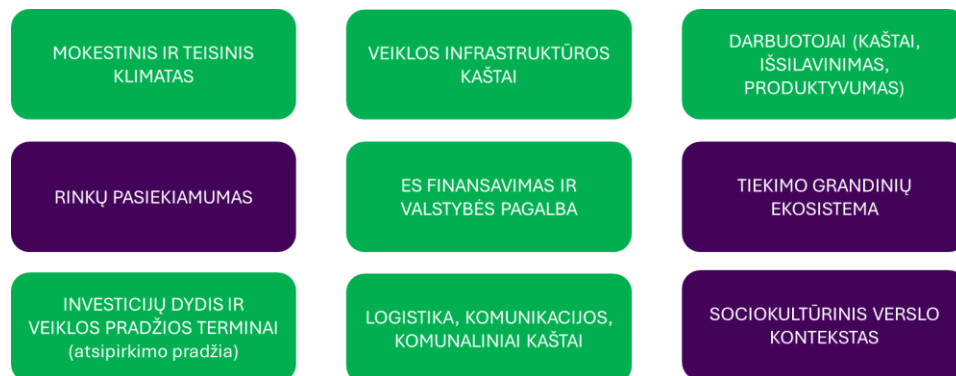 MOKESTINIS IR TEISINIS
KLIMATAS
VEIKLOS INFRASTRUKTŪROS
KAŠTAI
DARBUOTOJAI (KAŠTAI,
IŠSILAVINIMAS,
PRODUKTYVUMAS)
RINKŲ PASIEKIAMUMAS
ES FINANSAVIMAS IR
VALSTYBĖS PAGALBA
TIEKIMO GRANDINIŲ
EKOSISTEMA
INVESTICIJŲ DYDIS IR
VEIKLOS PRADŽIOS TERMINAI
(atsipirkimo pradžia)
LOGISTIKA, KOMUNIKACIJOS,
KOMUNALINIAI KAŠTAI
SOCIOKULTŪRINIS VERSLO
KONTEKSTAS